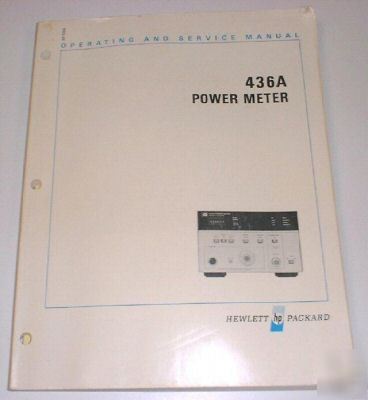 OPERATING AND SERVICE MANUAL
436A
POWER METER
HEWLETT hp PACKARD